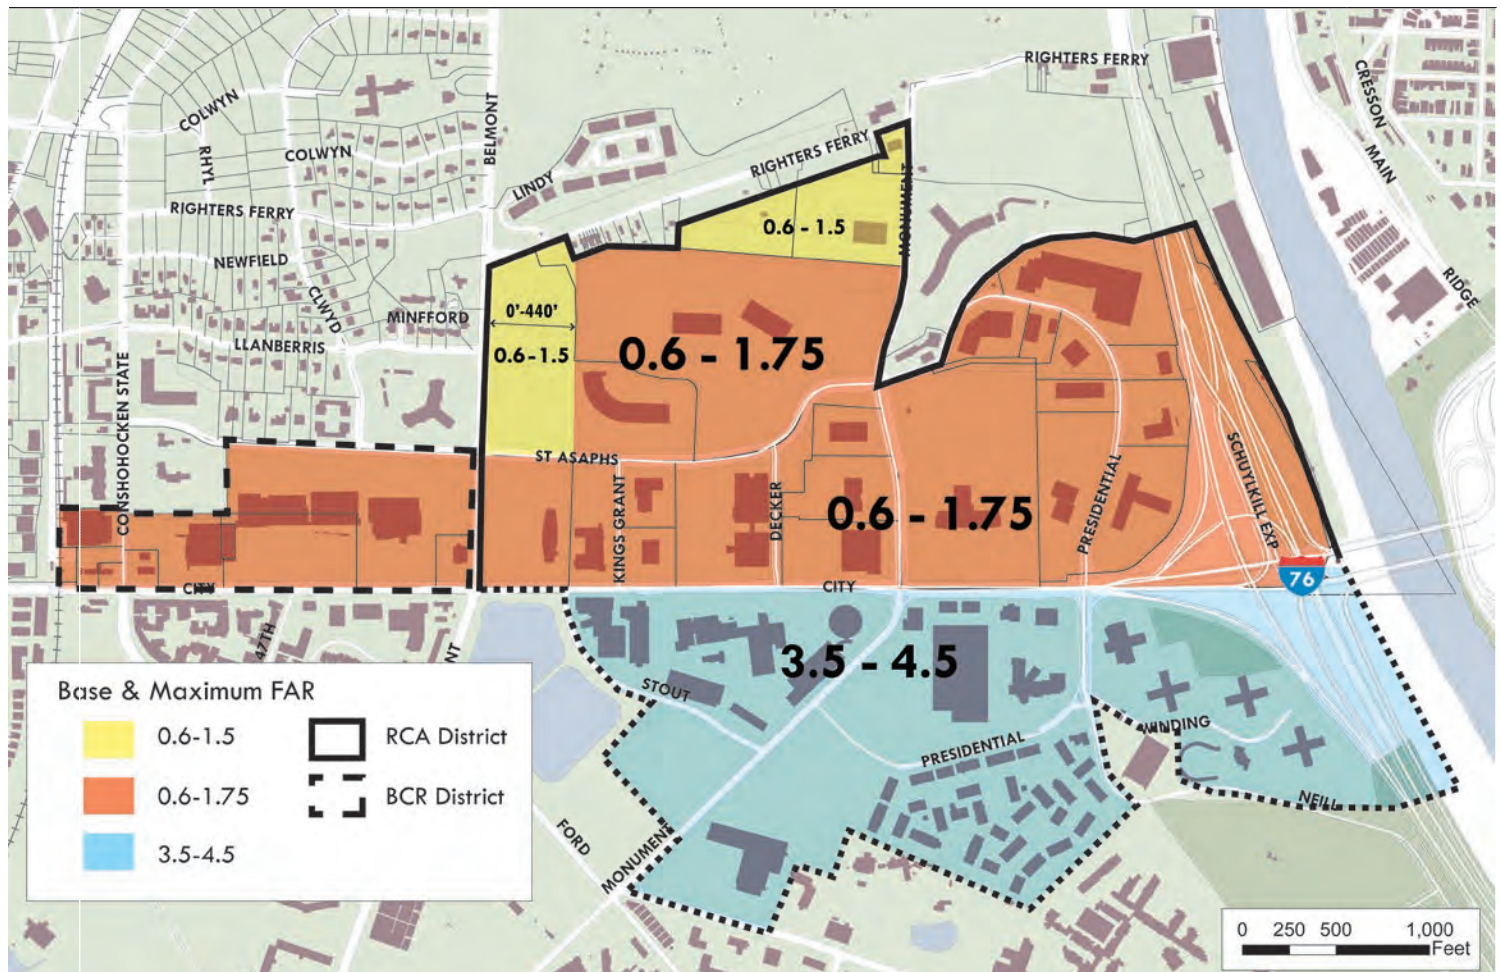 RIGHTERS FERRY
CRESSON
COLWYN
BELMONT
RHYL
COLWYN
RIGHTERS FERRY
MAIN
LINDY
MONUMENT
RIGHTERS FERRY
0.6 - 1.5
NEWFIELD
RIDGE
CLWYD
0'-440'
MINFFORD
LLANBERRIS
0.6-1.5
0.6 - 1.75
CONSHOHOCKEN STATE
ST ASAPHS
SCHUYLKILL EXP
KINGS GRANT
DECKER
0.6 - 1.75
PRESIDENTIAL
CITY
CITY
76
47TH
NT
3.5 - 4.5
STOUT
WINDING
PRESIDENTIAL
NEILL
FORD
MONUMENT
Base & Maximum FAR
0.6-1.5
RCA District
0.6-1.75
BCR District
3.5-4.5
0 250 500 1,000
Feet